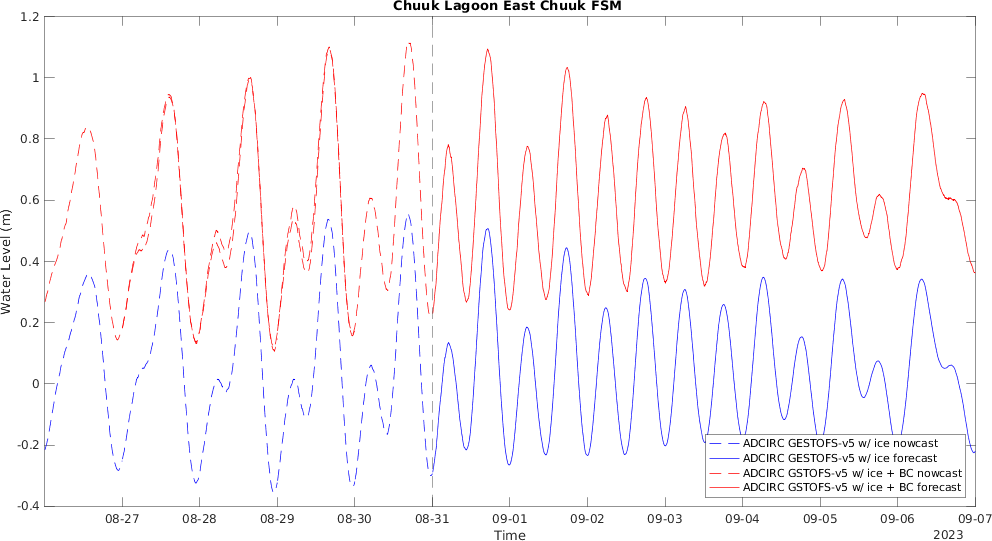 Chuuk Lagoon East Chuuk FSM
1.2
1
0.8
0.6
0.4
0.2
0
-0.2
-0.4
Water Level (m)
ADCIRC GESTOFS-v5 w/ ice nowcast
ADCIRC GESTOFS-v5 w/ ice forecast
ADCIRC GSTOFS-v5 w/ ice + BC nowcast
ADCIRC GSTOFS-v5 w/ ice + BC forecast
08-27 08-28 08-29 08-30 08-31 09-01 09-02 09-03 09-04 09-05 09-06 09-07
Time
2023